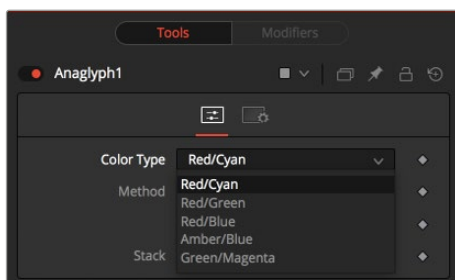 Tools Modifiers
Anaglyph1
Color Type Red/Cyan
Red/Cyan
Method
Red/Green
Red/Blue
Amber/Blue
Stack Green/Magenta